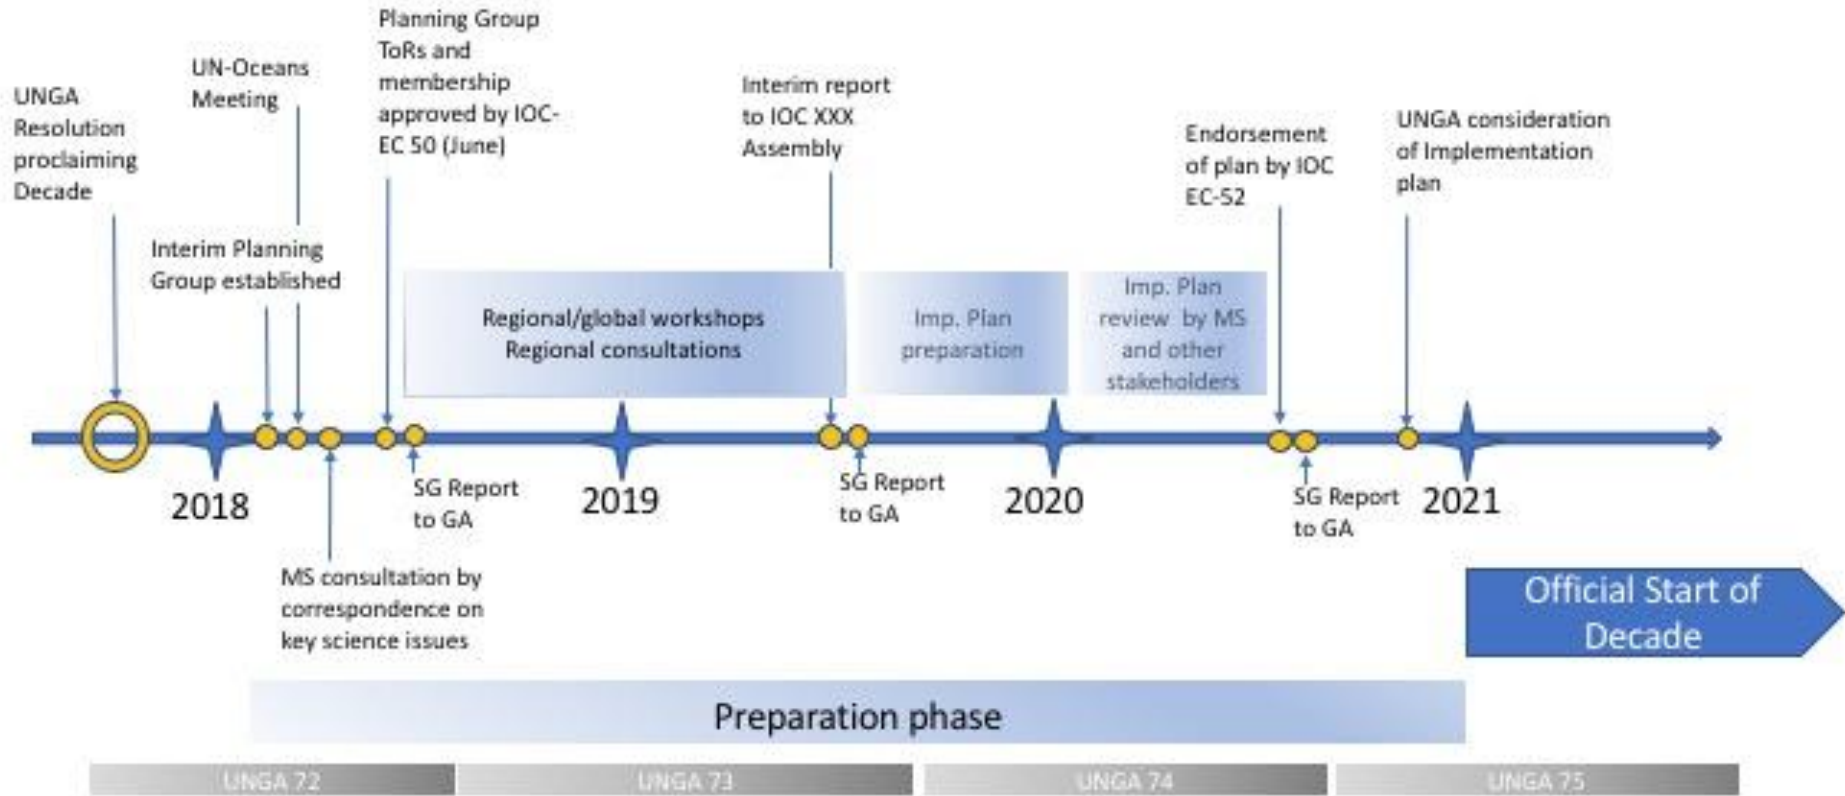 UNGA
Resolution
proclaiming
Decade
UN-Oceans
Meeting
Interim Planning
Group established
Planning Group
ToRs and
membership
approved by IOC-
EC 50 (June)
Interim report
to IOC XXX
Assembly
Endorsement
of plan by IOC
EC-52
UNGA consideration
of Implementation
plan
Regional/global workshops
Regional consultations
Imp. Plan
preparation
Imp. Plan
review by MS
and other
stakeholders
2018
2019
2020
2021
SG Report
to GA
SG Report
to GA
SG Report
to GA
MS consultation by
correspondence on
key science issues
Official Start of
Decade
Preparation phase
UNGA 72
UNGA 73
UNGA 74
UNGA 75